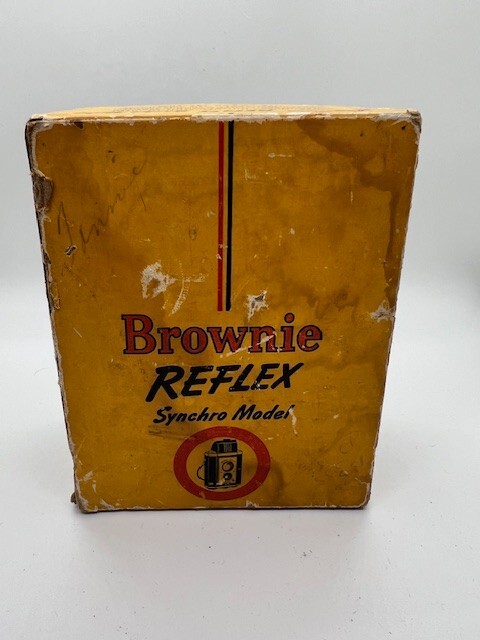 Brownie
REFLEX
Synchro Model